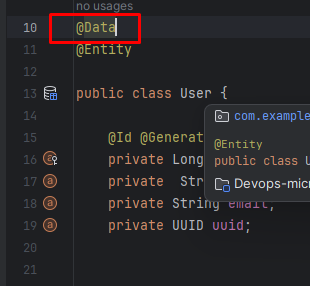 no usages
10 @Data
11 @Entity
12
13 public class User {
14
15 @Id @Generat
16 private Long
17 private
18 private String email;
19 private UUID uuid;
20
21
com.example
@Entity
public class U
Devops-micr